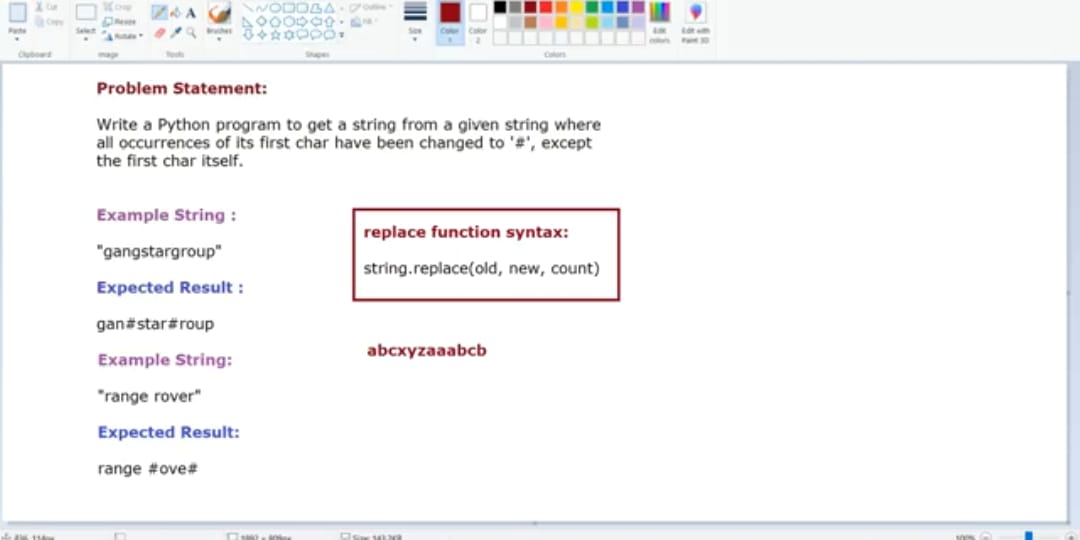 Cut
Copy
Paste
Clipboard
Crop
Resize
Rotate
Select
Image
Tools
Brushes
Outline
Fill
Shapes
Size
Color
1
Color
2
Colors
Edit
colors
Edit with
Paint 3D
Problem Statement:
Write a Python program to get a string from a given string where
all occurrences of its first char have been changed to '#', except
the first char itself.
Example String :
"gangstargroup"
Expected Result :
gan#star#roup
Example String:
"range rover"
Expected Result:
range #ove#
replace function syntax:
string.replace(old, new, count)
abcxyzaaabcb
100%